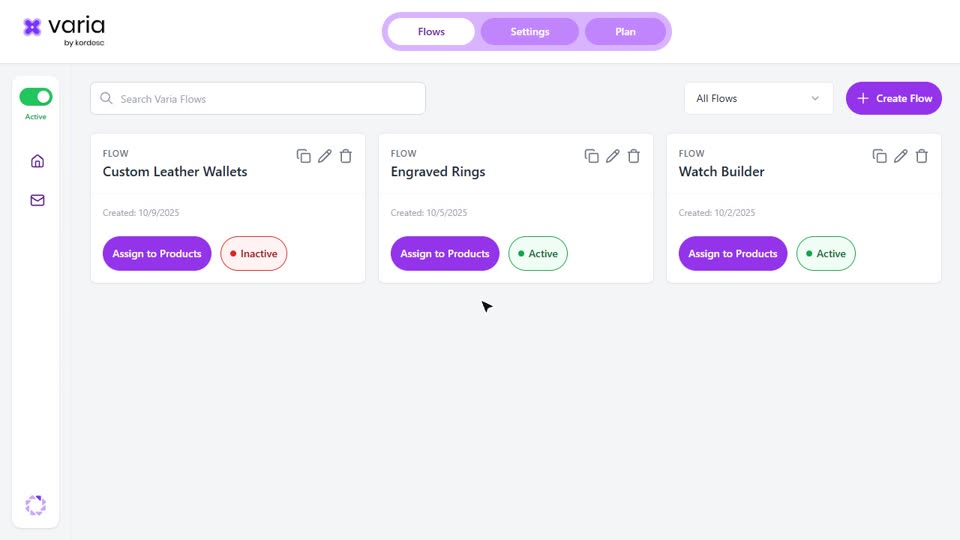 varia
by kordesc
Flows
Settings
Plan
Active
Search Varia Flows
All Flows
Create Flow
FLOW
Custom Leather Wallets
Created: 10/9/2025
Assign to Products
Inactive
FLOW
Engraved Rings
Created: 10/5/2025
Assign to Products
Active
FLOW
Watch Builder
Created: 10/2/2025
Assign to Products
Active